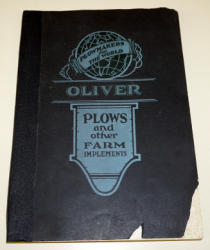 PLOWMAKERS
FOR
THE WORLD
OLIVER
PLOWS
and
other
FARM
IMPLEMENTS